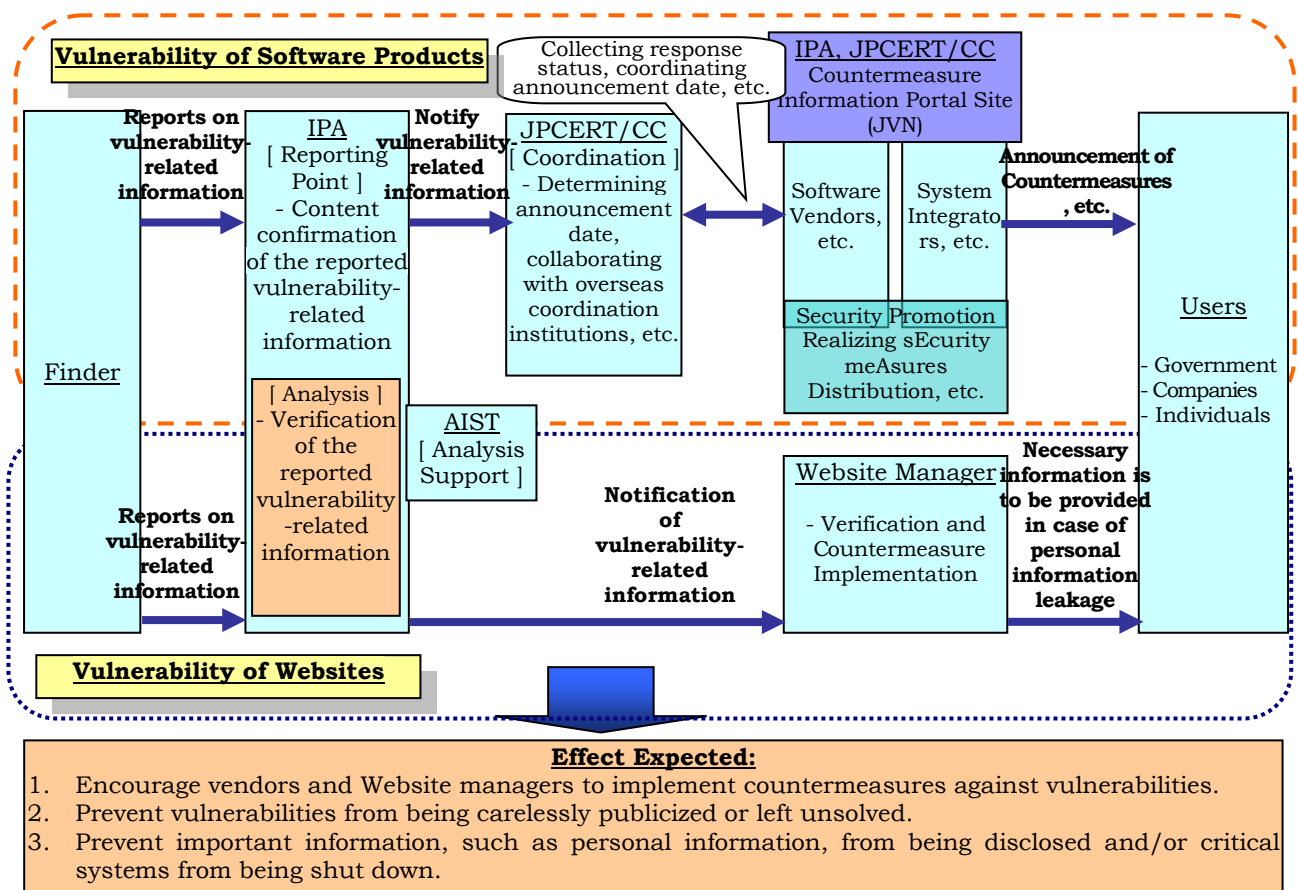 Vulnerability of Software Products
Collecting response
status, coordinating
announcement date, etc.
IPA, JPCERT/CC
Countermeasure
Information Portal Site
(JVN)
Finder
Reports on
vulnerability-
related
information
IPA
[ Reporting
Point ]
- Content
confirmation
of the reported
vulnerability-
related
information
Notify
vulnerability-
related
information
JPCERT/CC
[ Coordination ]
- Determining
announcement
date,
collaborating
with overseas
coordination
institutions, etc.
Software
Vendors,
etc.
System
Integrato
rs, etc.
Security Promotion
Realizing sEcurity
meAsures
Distribution, etc.
Announcement of
Countermeasures
, etc.
Users
- Government
- Companies
- Individuals
[ Analysis ]
- Verification
of the
reported
vulnerability
-related
information
AIST
[ Analysis
Support ]
Reports on
vulnerability-
related
information
Notification
of
vulnerability-
related
information
Website Manager
- Verification and
Countermeasure
Implementation
Necessary
information is
to be provided
in case of
personal
information
leakage
Vulnerability of Websites
Effect Expected:
1. Encourage vendors and Website managers to implement countermeasures against vulnerabilities.
2. Prevent vulnerabilities from being carelessly publicized or left unsolved.
3. Prevent important information, such as personal information, from being disclosed and/or critical
systems from being shut down.